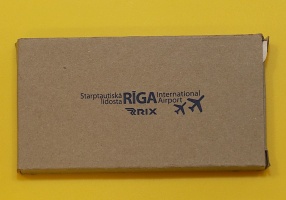 Starptautiskā RĪGA International
lidosta Airport
RIX